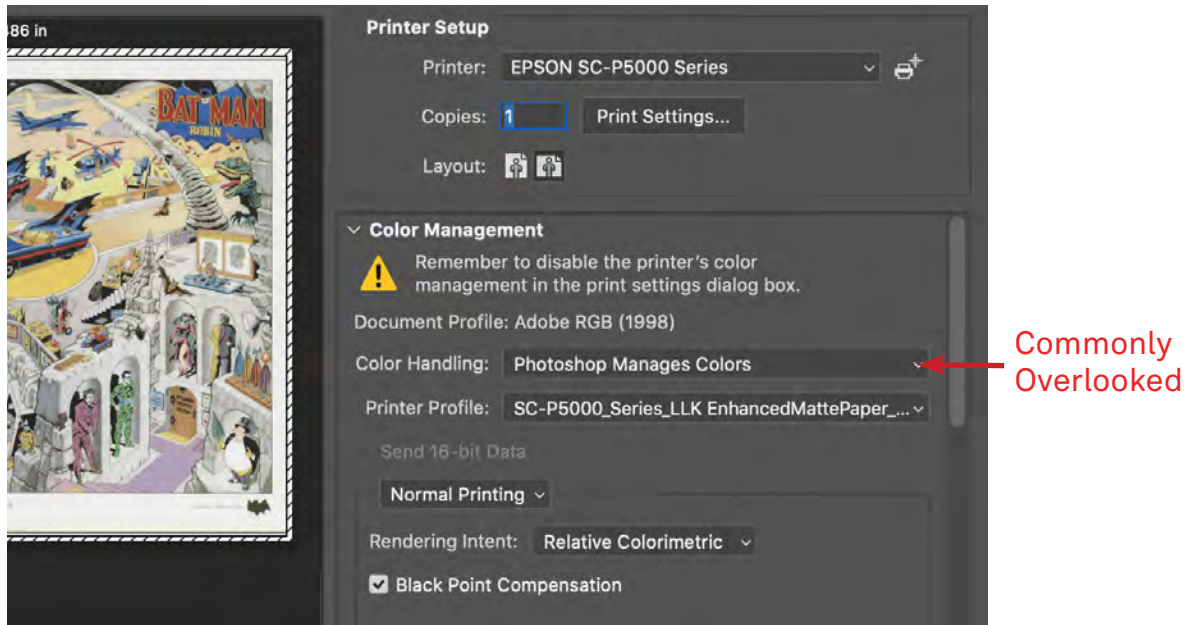 486 in
BATMAN
ROBIN
Printer Setup
Printer: EPSON SC-P5000 Series
Copies: 1 Print Settings...
Layout:
Color Management
Remember to disable the printer's color
management in the print settings dialog box.
Document Profile: Adobe RGB (1998)
Color Handling: Photoshop Manages Colors
Printer Profile: SC-P5000_Series_LLK EnhancedMattePaper_...
Send 16-bit Data
Normal Printing
Rendering Intent: Relative Colorimetric
Black Point Compensation
Commonly
Overlooked